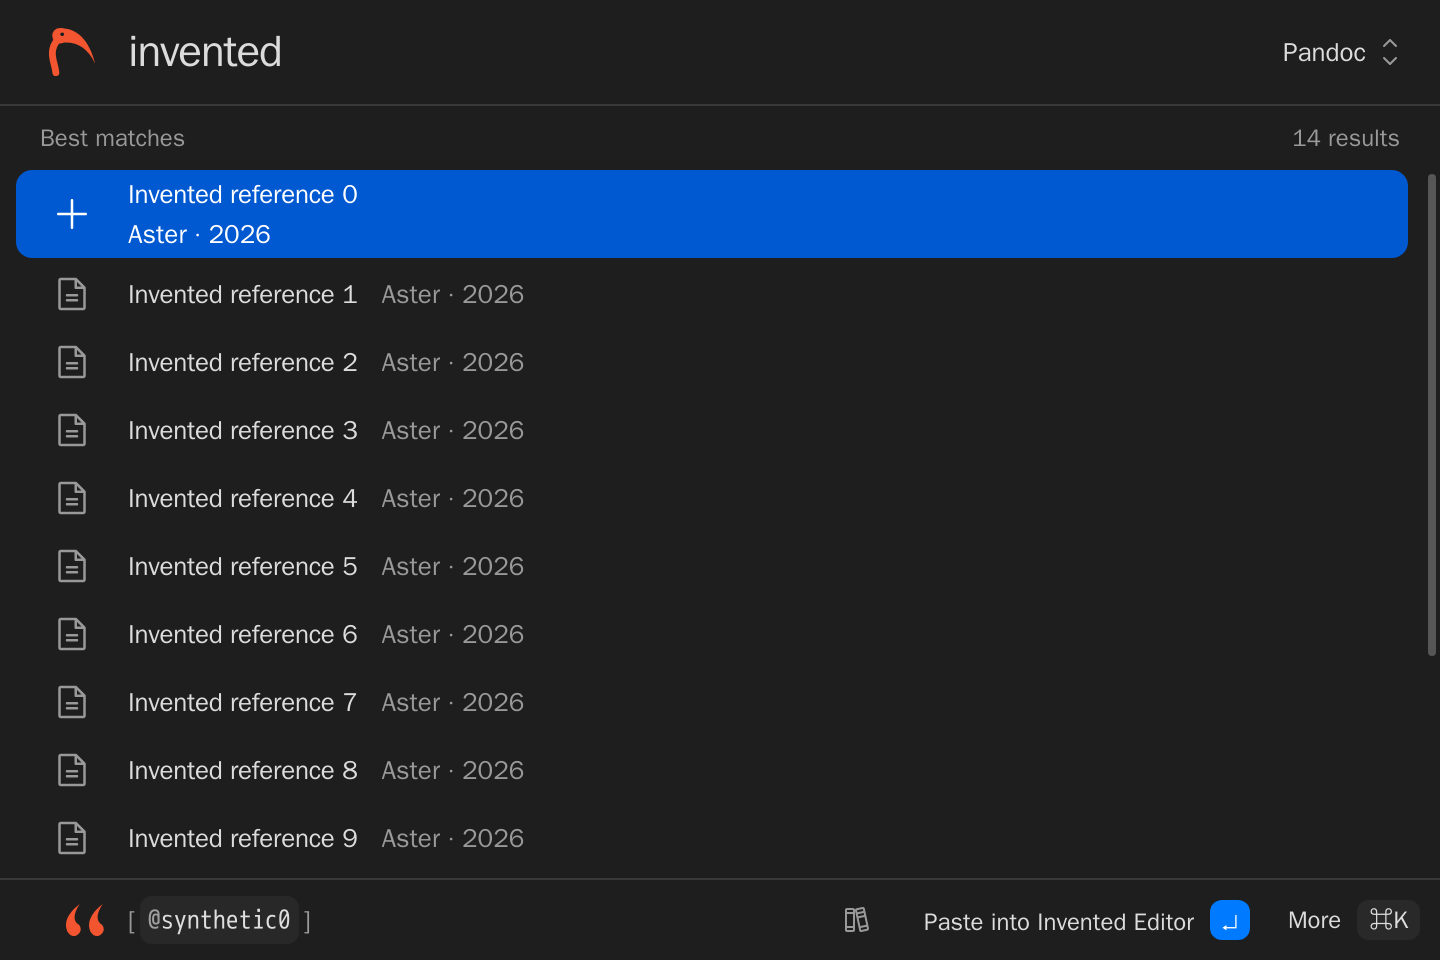 invented
Pandoc
Best matches
14 results
Invented reference 0
Aster · 2026
Invented reference 1 Aster · 2026
Invented reference 2 Aster · 2026
Invented reference 3 Aster · 2026
Invented reference 4 Aster · 2026
Invented reference 5 Aster · 2026
Invented reference 6 Aster · 2026
Invented reference 7 Aster · 2026
Invented reference 8 Aster · 2026
Invented reference 9 Aster · 2026
[@synthetic0]
Paste into Invented Editor
More ⌘K